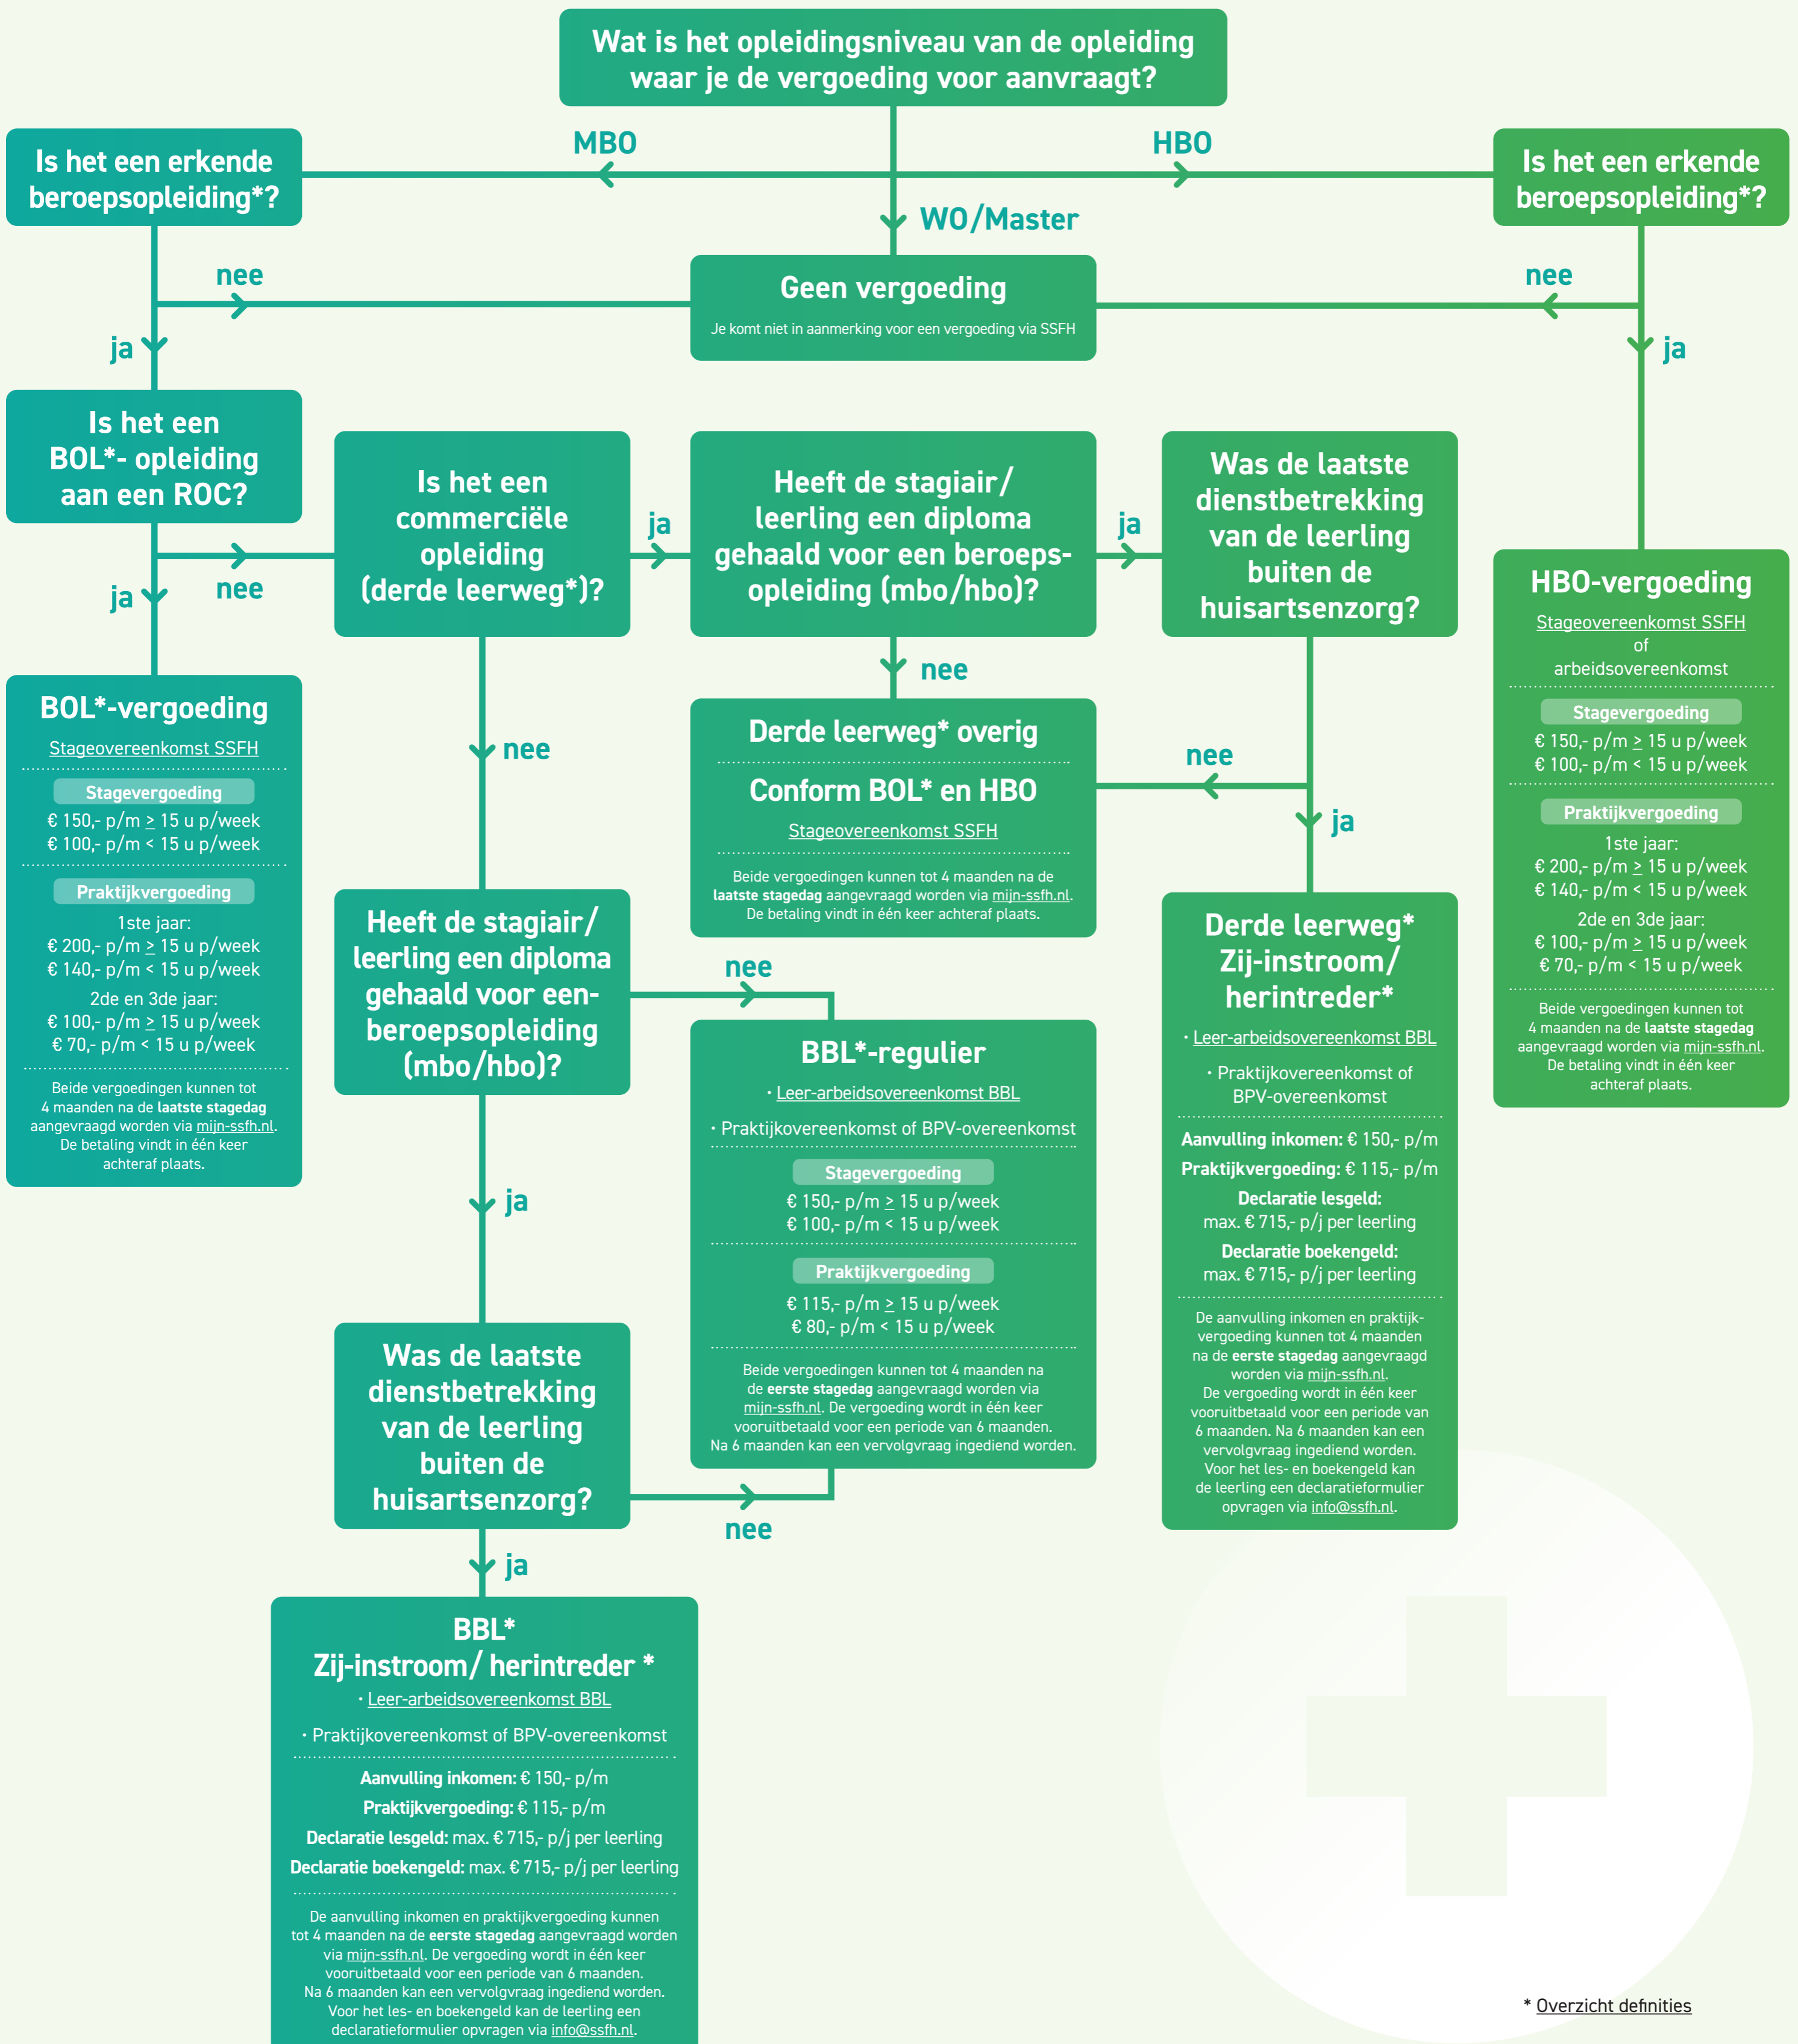 Wat is het opleidingsniveau van de opleiding
waar je de vergoeding voor aanvraagt?
MBO
HBO
Is het een erkende
beroepsopleiding*?
Is het een erkende
beroepsopleiding*?
WO/Master
nee
Geen vergoeding
Je komt niet in aanmerking voor een vergoeding via SSFH
nee
ja
ja
Is het een
BOL*- opleiding
aan een ROC?
nee
ja
Is het een
commerciële
opleiding
(derde leerweg*)?
ja
Heeft de stagiair/
leerling een diploma
gehaald voor een beroeps-
opleiding (mbo/hbo)?
ja
Was de laatste
dienstbetrekking
van de leerling
buiten de
huisartsenzorg?
HBO-vergoeding
Stageovereenkomst SSFH
of
arbeidsovereenkomst
Stagevergoeding
€ 150,- p/m ≥ 15 u p/week
€ 100,- p/m < 15 u p/week
Praktijkvergoeding
1ste jaar:
€ 200,- p/m ≥ 15 u p/week
€ 140,- p/m < 15 u p/week
2de en 3de jaar:
€ 100,- p/m ≥ 15 u p/week
€ 70,- p/m < 15 u p/week
Beide vergoedingen kunnen tot
4 maanden na de laatste stagedag
aangevraagd worden via mijn-ssfh.nl.
De betaling vindt in één keer
achteraf plaats.
BOL*-vergoeding
Stageovereenkomst SSFH
Stagevergoeding
€ 150,- p/m ≥ 15 u p/week
€ 100,- p/m < 15 u p/week
Praktijkvergoeding
1ste jaar:
€ 200,- p/m ≥ 15 u p/week
€ 140,- p/m < 15 u p/week
2de en 3de jaar:
€ 100,- p/m ≥ 15 u p/week
€ 70,- p/m < 15 u p/week
Beide vergoedingen kunnen tot
4 maanden na de laatste stagedag
aangevraagd worden via mijn-ssfh.nl.
De betaling vindt in één keer
achteraf plaats.
nee
nee
Derde leerweg* overig
Conform BOL* en HBO
Stageovereenkomst SSFH
Beide vergoedingen kunnen tot 4 maanden na de
laatste stagedag aangevraagd worden via mijn-ssfh.nl.
De betaling vindt in één keer achteraf plaats.
nee
ja
Derde leerweg*
Zij-instroom/
herintreder*
· Leer-arbeidsovereenkomst BBL
· Praktijkovereenkomst of
BPV-overeenkomst
Aanvulling inkomen: € 150,- p/m
Praktijkvergoeding: € 115,- p/m
Declaratie lesgeld:
max. € 715,- p/j per leerling
Declaratie boekengeld:
max. € 715,- p/j per leerling
De aanvulling inkomen en praktijk-
vergoeding kunnen tot 4 maanden
na de eerste stagedag aangevraagd
worden via mijn-ssfh.nl.
De vergoeding wordt in één keer
vooruitbetaald voor een periode van
6 maanden. Na 6 maanden kan een
vervolgvraag ingediend worden.
Voor het les- en boekengeld kan
de leerling een declaratieformulier
opvragen via info@ssfh.nl.
Heeft de stagiair/
leerling een diploma
gehaald voor een-
beroepsopleiding
(mbo/hbo)?
nee
BBL*-regulier
· Leer-arbeidsovereenkomst BBL
· Praktijkovereenkomst of BPV-overeenkomst
Stagevergoeding
€ 150,- p/m ≥ 15 u p/week
€ 100,- p/m < 15 u p/week
Praktijkvergoeding
€ 115,- p/m ≥ 15 u p/week
€ 80,- p/m < 15 u p/week
Beide vergoedingen kunnen tot 4 maanden na
de eerste stagedag aangevraagd worden via
mijn-ssfh.nl. De vergoeding wordt in één keer
vooruitbetaald voor een periode van 6 maanden.
Na 6 maanden kan een vervolgvraag ingediend worden.
ja
Was de laatste
dienstbetrekking
van de leerling
buiten de
huisartsenzorg?
nee
ja
BBL*
Zij-instroom/ herintreder *
· Leer-arbeidsovereenkomst BBL
· Praktijkovereenkomst of BPV-overeenkomst
Aanvulling inkomen: € 150,- p/m
Praktijkvergoeding: € 115,- p/m
Declaratie lesgeld: max. € 715,- p/j per leerling
Declaratie boekengeld: max. € 715,- p/j per leerling
De aanvulling inkomen en praktijkvergoeding kunnen
tot 4 maanden na de eerste stagedag aangevraagd worden
via mijn-ssfh.nl. De vergoeding wordt in één keer
vooruitbetaald voor een periode van 6 maanden.
Na 6 maanden kan een vervolgvraag ingediend worden.
Voor het les- en boekengeld kan de leerling een
declaratieformulier opvragen via info@ssfh.nl.
* Overzicht definities